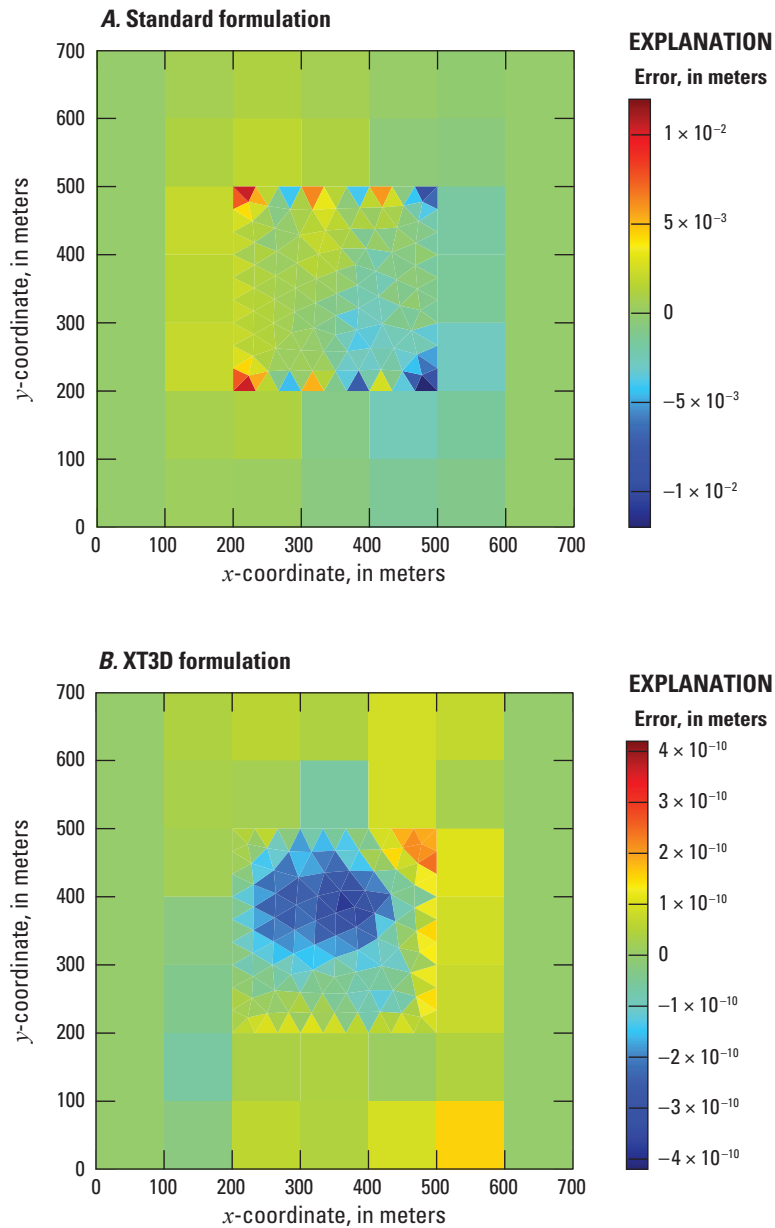 A. Standard formulation
EXPLANATION
Error, in meters
1 × 10⁻²
5 × 10⁻³
0
−5 × 10⁻³
−1 × 10⁻²
y-coordinate, in meters
700
600
500
400
300
200
100
0
0 100 200 300 400 500 600 700
x-coordinate, in meters
B. XT3D formulation
EXPLANATION
Error, in meters
4 × 10⁻¹⁰
3 × 10⁻¹⁰
2 × 10⁻¹⁰
1 × 10⁻¹⁰
0
−1 × 10⁻¹⁰
−2 × 10⁻¹⁰
−3 × 10⁻¹⁰
−4 × 10⁻¹⁰
y-coordinate, in meters
700
600
500
400
300
200
100
0
0 100 200 300 400 500 600 700
x-coordinate, in meters